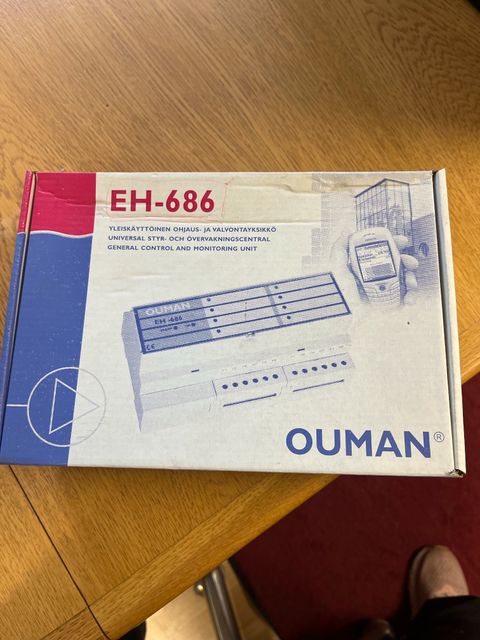 EH-686
YLEISKÄYTTÖINEN OHJAUS- JA VALVONTAYKSIKKÖ
UNIVERSAL STYR- OCH ÖVERVAKNINGSCENTRAL
GENERAL CONTROL AND MONITORING UNIT
OUMAN
EH -686
CE
OUMAN®